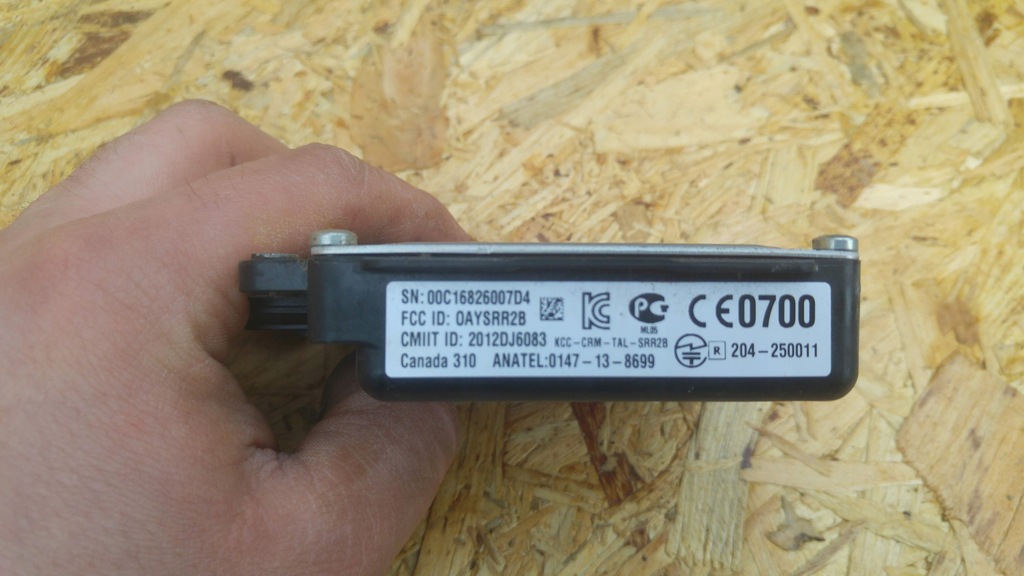 SN: 00C16826007D4
FCC ID: OAYSRR2B
CMIIT ID: 2012DJ6083 KCC-CRM-TAL-SRR2B
Canada 310 ANATEL:0147-13-8699
ML05
CE0700
R 204-250011